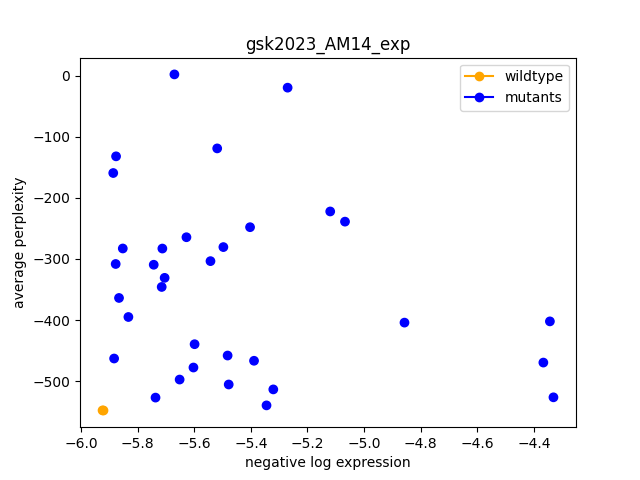 gsk2023_AM14_exp
wildtype
mutants
0
−100
−200
−300
−400
−500
average perplexity
−6.0 −5.8 −5.6 −5.4 −5.2 −5.0 −4.8 −4.6 −4.4
negative log expression